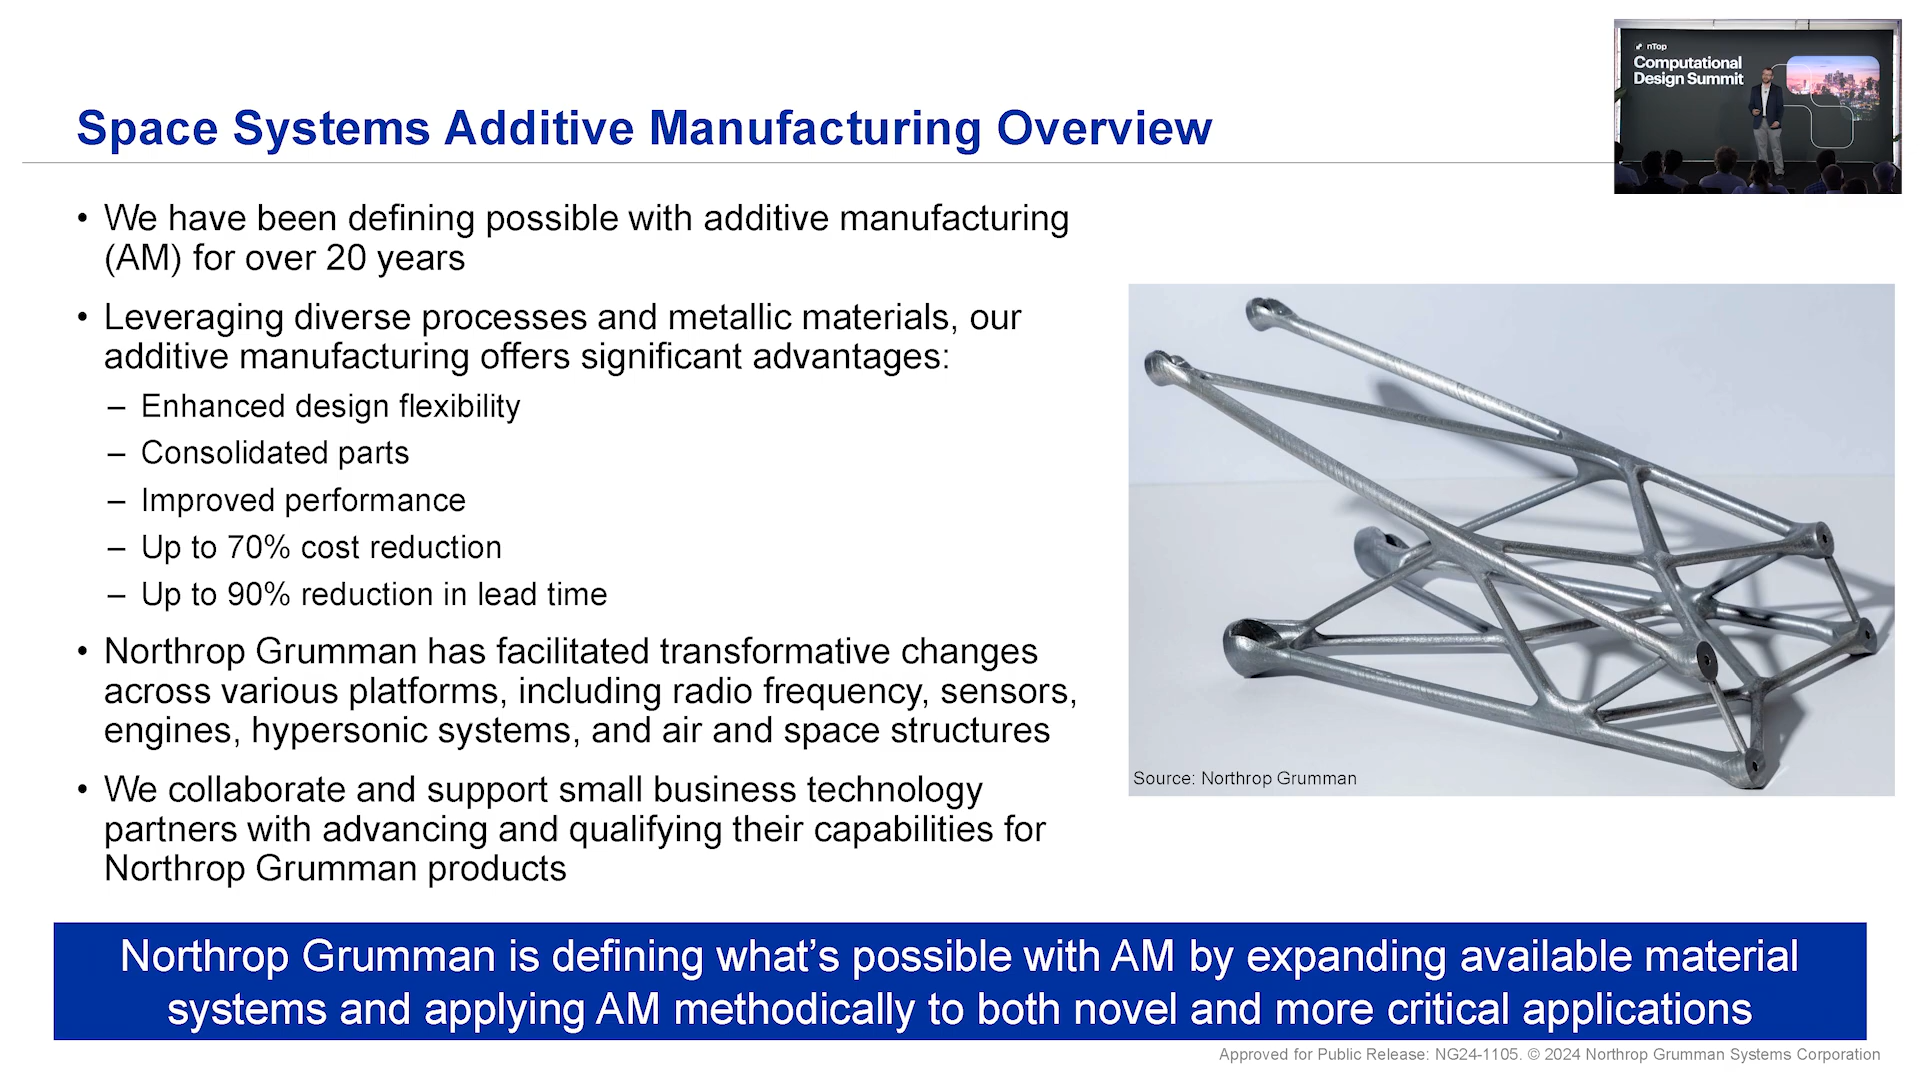 nTop
Computational
Design Summit
Space Systems Additive Manufacturing Overview
• We have been defining possible with additive manufacturing
(AM) for over 20 years
• Leveraging diverse processes and metallic materials, our
additive manufacturing offers significant advantages:
– Enhanced design flexibility
– Consolidated parts
– Improved performance
– Up to 70% cost reduction
– Up to 90% reduction in lead time
• Northrop Grumman has facilitated transformative changes
across various platforms, including radio frequency, sensors,
engines, hypersonic systems, and air and space structures
• We collaborate and support small business technology
partners with advancing and qualifying their capabilities for
Northrop Grumman products
Source: Northrop Grumman
Northrop Grumman is defining what’s possible with AM by expanding available material
systems and applying AM methodically to both novel and more critical applications
Approved for Public Release: NG24-1105. © 2024 Northrop Grumman Systems Corporation